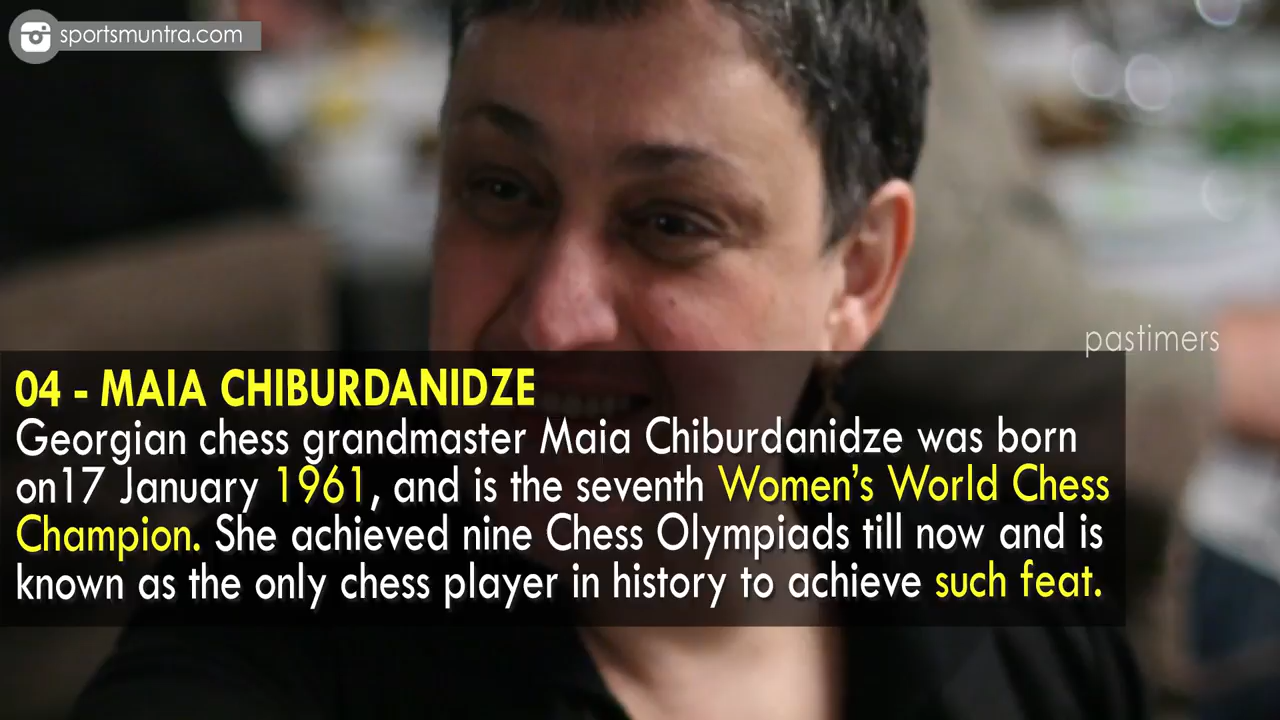 sportsmuntra.com
pastimers
04 - MAIA CHIBURDANIDZE
Georgian chess grandmaster Maia Chiburdanidze was born
on17 January 1961, and is the seventh Women’s World Chess
Champion. She achieved nine Chess Olympiads till now and is
known as the only chess player in history to achieve such feat.